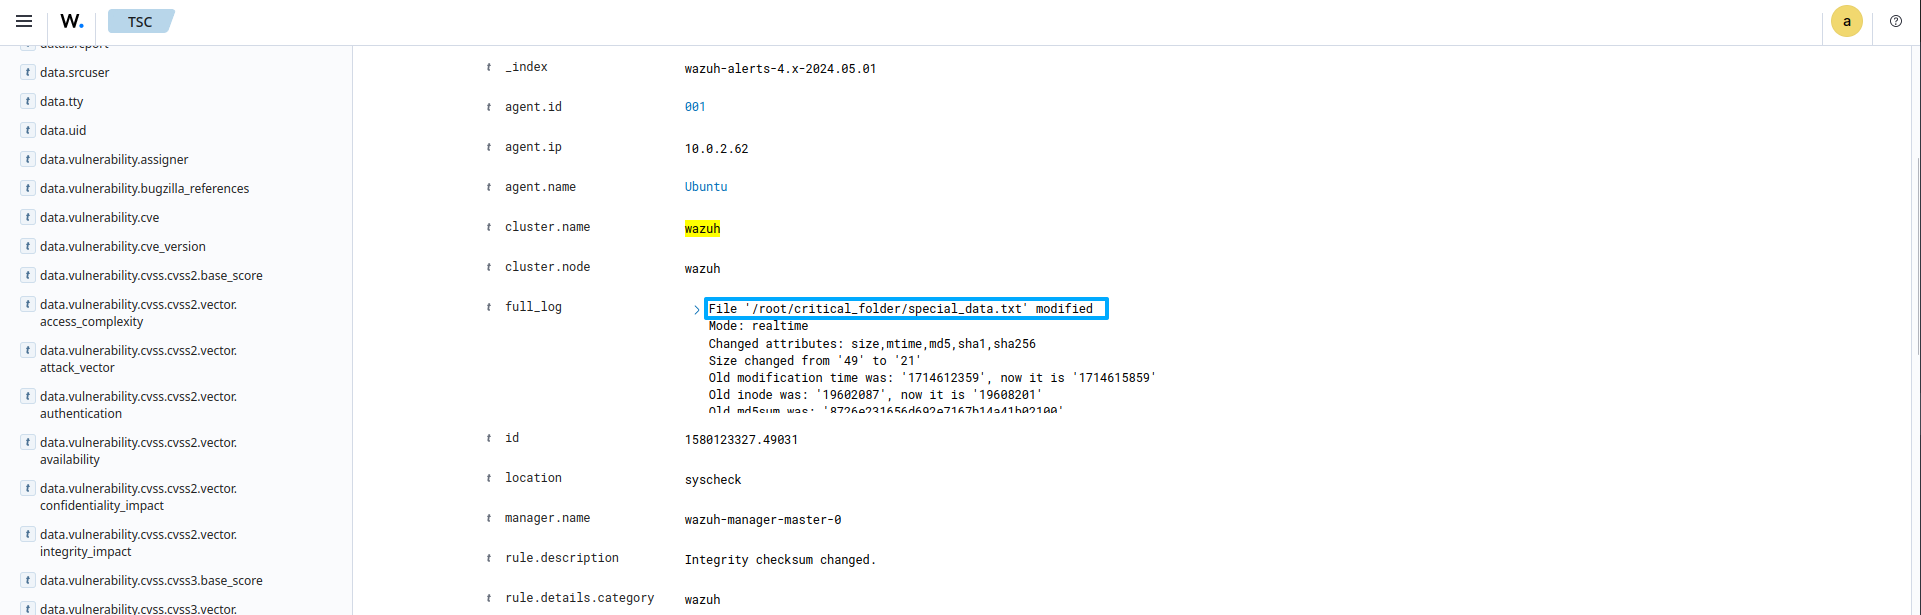 W.
TSC
a
data.srcport
data.srcuser
data.tty
data.uid
data.vulnerability.assigner
data.vulnerability.bugzilla_references
data.vulnerability.cve
data.vulnerability.cve_version
data.vulnerability.cvss.cvss2.base_score
data.vulnerability.cvss.cvss2.vector.
access_complexity
data.vulnerability.cvss.cvss2.vector.
attack_vector
data.vulnerability.cvss.cvss2.vector.
authentication
data.vulnerability.cvss.cvss2.vector.
availability
data.vulnerability.cvss.cvss2.vector.
confidentiality_impact
data.vulnerability.cvss.cvss2.vector.
integrity_impact
data.vulnerability.cvss.cvss3.base_score
data.vulnerability.cvss.cvss3.vector.
t _index wazuh-alerts-4.x-2024.05.01
t agent.id 001
t agent.ip 10.0.2.62
t agent.name Ubuntu
t cluster.name wazuh
t cluster.node wazuh
t full_log File '/root/critical_folder/special_data.txt' modified
Mode: realtime
Changed attributes: size,mtime,md5,sha1,sha256
Size changed from '49' to '21'
Old modification time was: '1714612359', now it is '1714615859'
Old inode was: '19602087', now it is '19608201'
Old md5sum was: '8726e231656d692e7167b14a41b02100'
t id 1580123327.49031
t location syscheck
t manager.name wazuh-manager-master-0
t rule.description Integrity checksum changed.
t rule.details.category wazuh